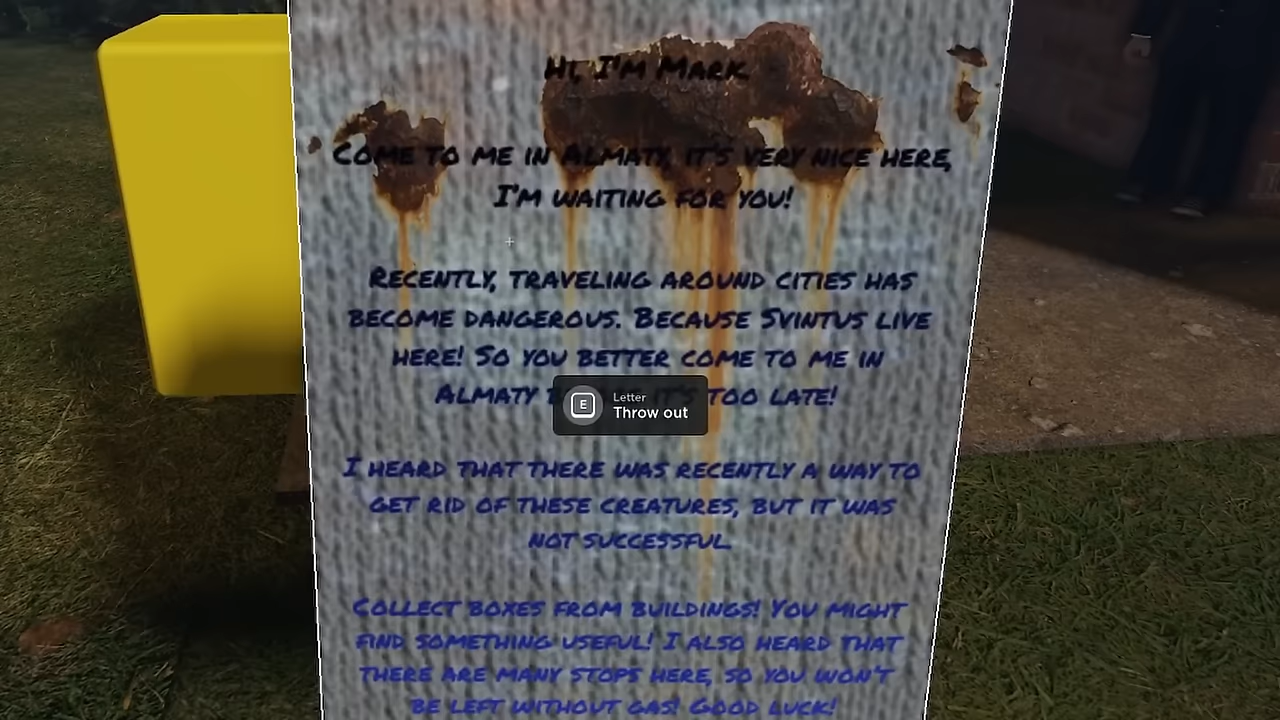 Hi, I'm Mark
Come to me in Almaty, it's very nice here,
I'm waiting for you!
Recently, traveling around cities has
become dangerous. Because Svintus live
here! So you better come to me in
Almaty it's too late!
E
Letter
Throw out
I heard that there was recently a way to
get rid of these creatures, but it was
not successful.
Collect boxes from buildings! You might
find something useful! I also heard that
there are many stops here, so you won't
be left without gas! Good luck!